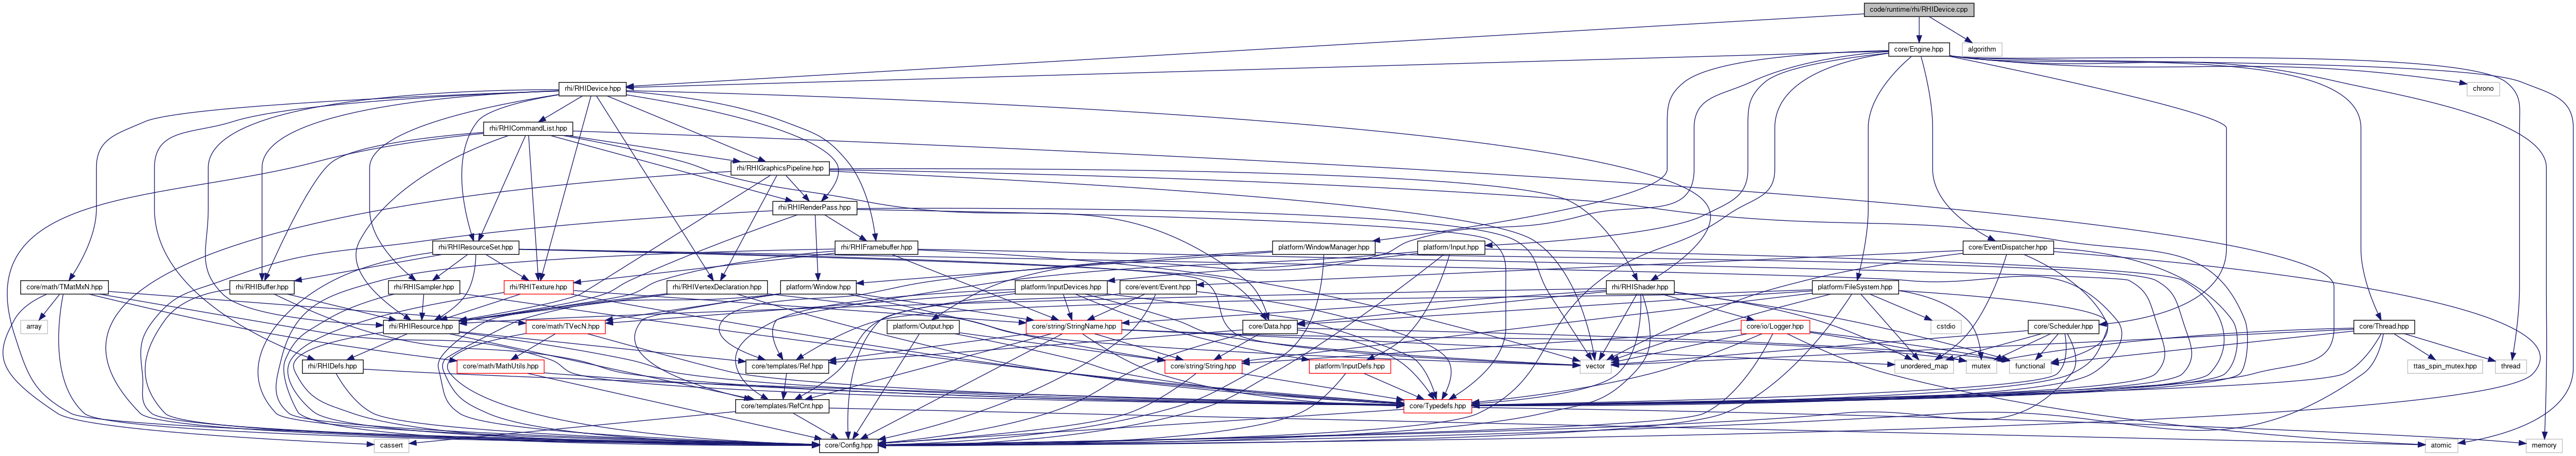 code/runtime/rhi/RHIDevice.cpp
core/Engine.hpp
algorithm
rhi/RHIDevice.hpp
chrono
rhi/RHICommandList.hpp
rhi/RHIGraphicsPipeline.hpp
rhi/RHIRenderPass.hpp
rhi/RHIResourceSet.hpp
rhi/RHIFramebuffer.hpp
platform/WindowManager.hpp
platform/Input.hpp
core/EventDispatcher.hpp
core/math/TMatMxN.hpp
rhi/RHIBuffer.hpp
rhi/RHISampler.hpp
rhi/RHITexture.hpp
rhi/RHIVertexDeclaration.hpp
platform/Window.hpp
platform/InputDevices.hpp
core/event/Event.hpp
rhi/RHIShader.hpp
platform/FileSystem.hpp
array
rhi/RHIResource.hpp
core/math/TVecN.hpp
platform/Output.hpp
core/string/StringName.hpp
core/Data.hpp
core/io/Logger.hpp
cstdio
core/Scheduler.hpp
core/Thread.hpp
rhi/RHIDefs.hpp
core/math/MathUtils.hpp
core/templates/Ref.hpp
core/string/String.hpp
platform/InputDefs.hpp
vector
unordered_map
mutex
functional
ttas_spin_mutex.hpp
thread
core/templates/RefCnt.hpp
core/Typedefs.hpp
cassert
core/Config.hpp
atomic
memory